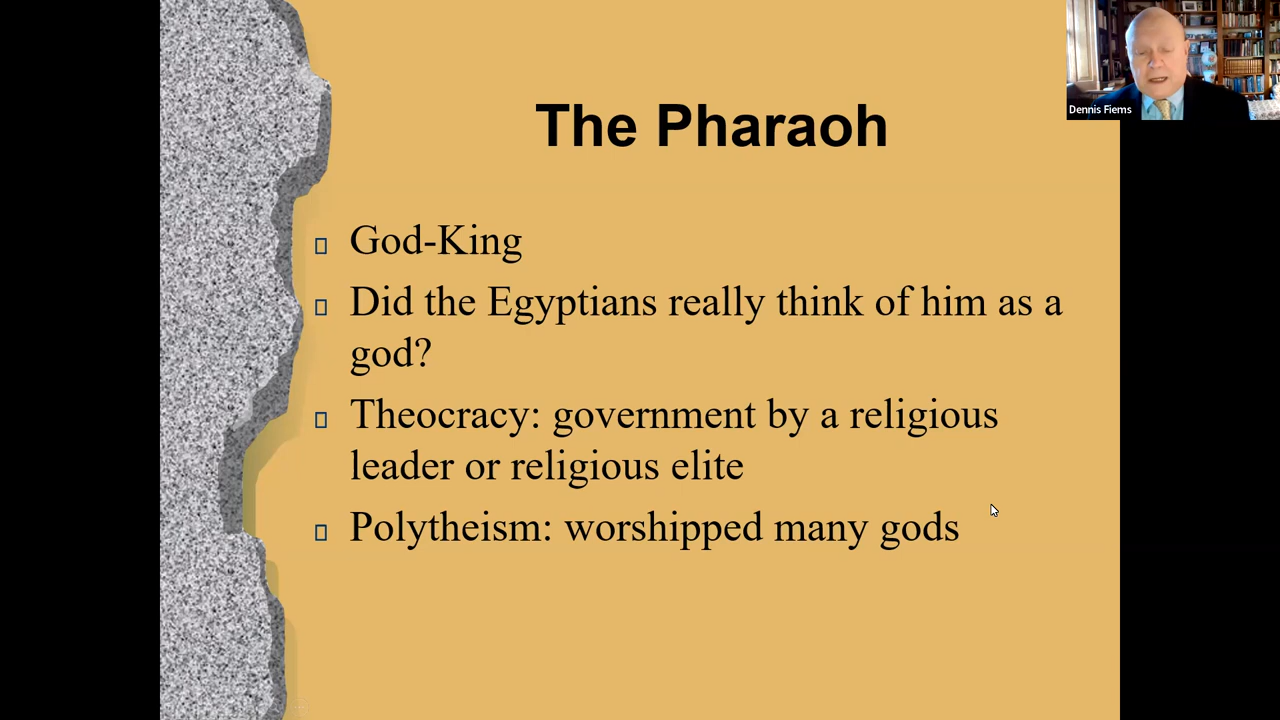 The Pharaoh
Dennis Fiems
God-King
Did the Egyptians really think of him as a
god?
Theocracy: government by a religious
leader or religious elite
Polytheism: worshipped many gods